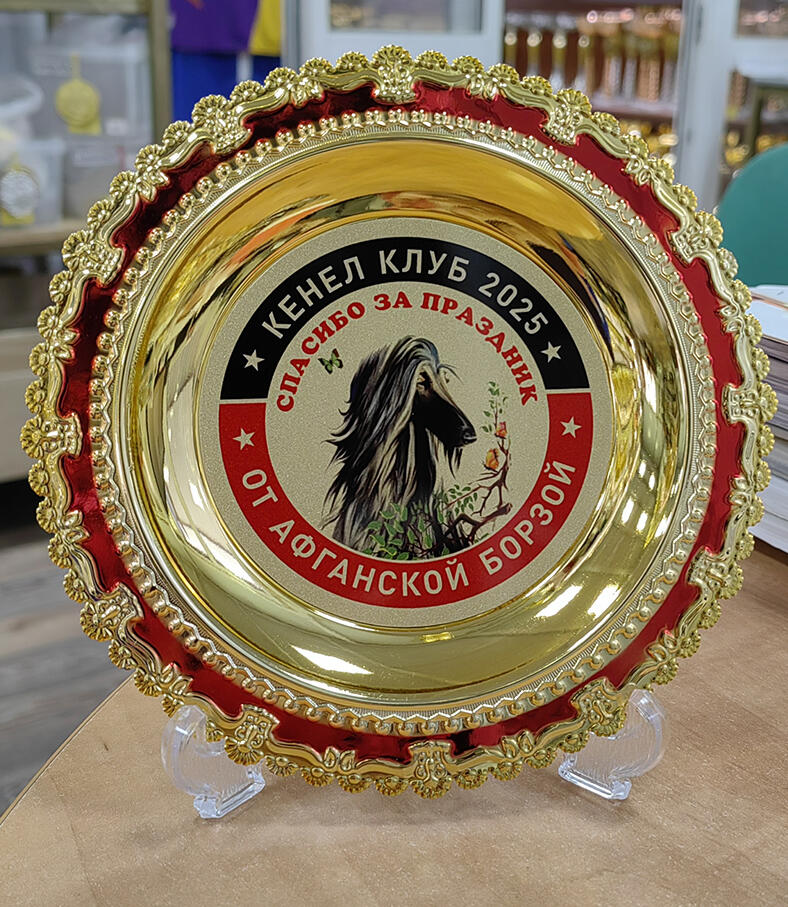 КЕНЕЛ КЛУБ 2025
СПАСИБО ЗА ПРАЗДНИК
ОТ АФГАНСКОЙ БОРЗОЙ